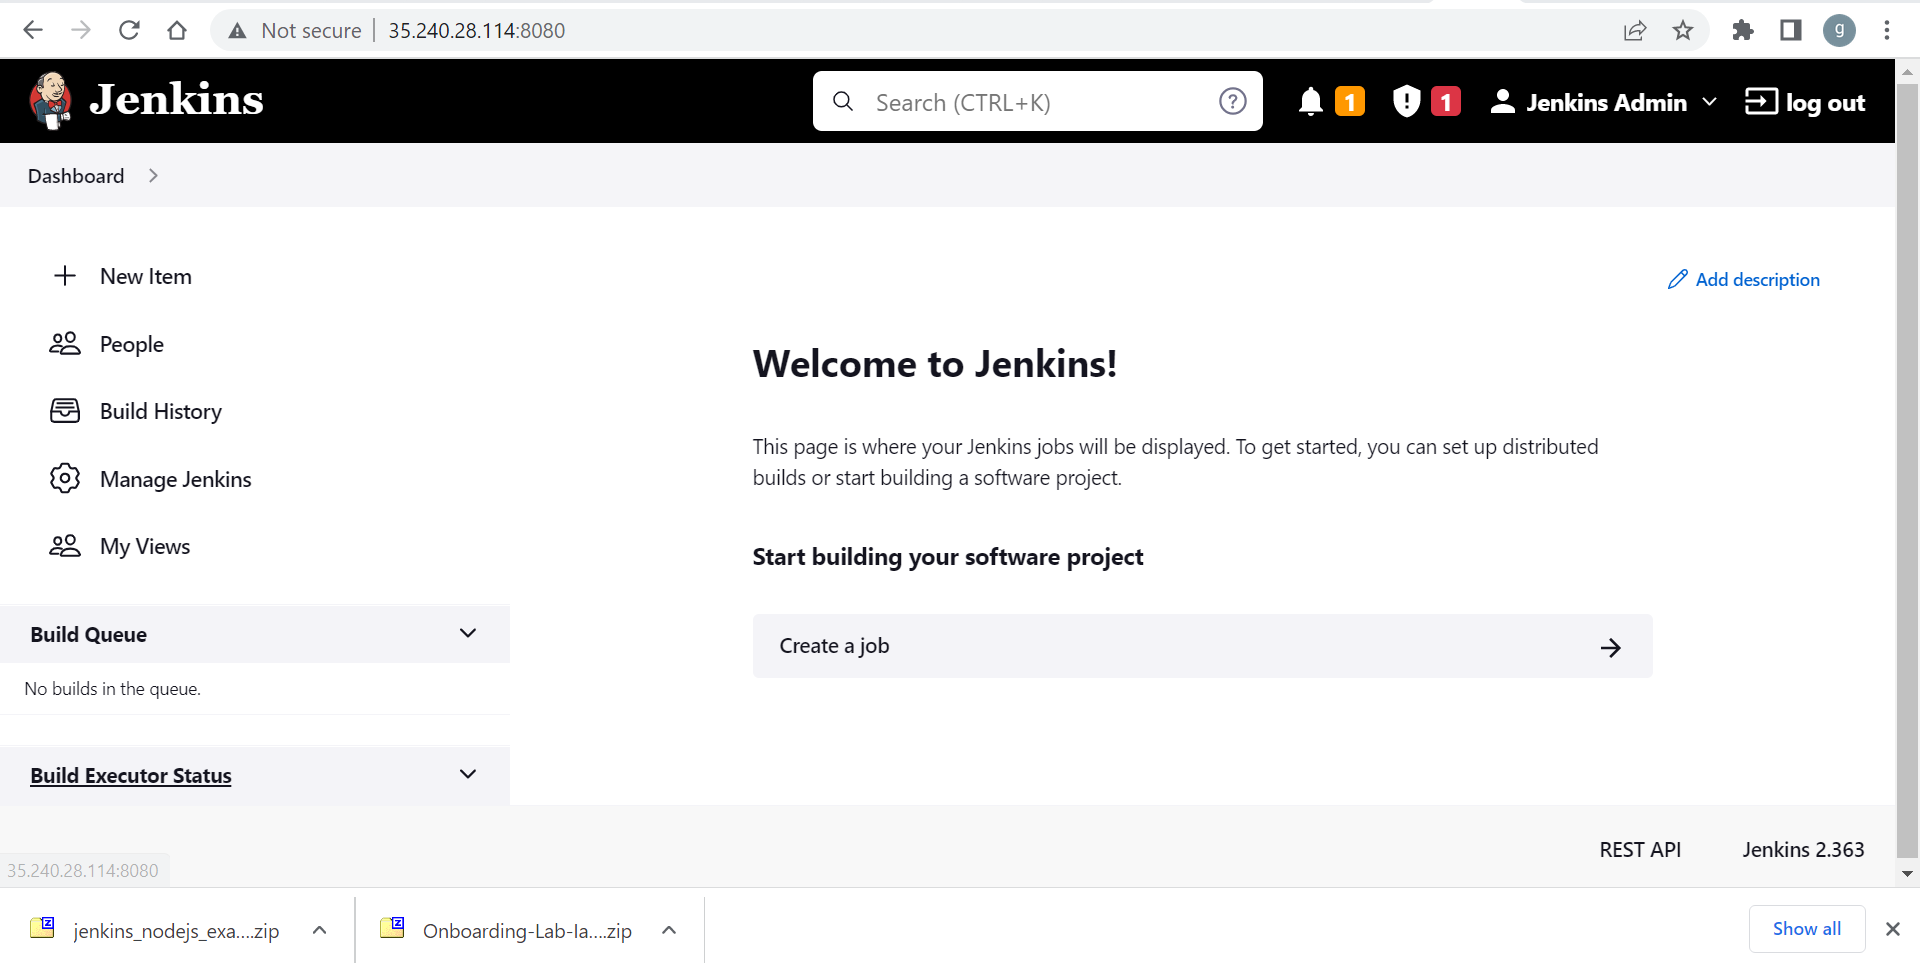 Not secure 35.240.28.114:8080
g
Jenkins
Search (CTRL+K)
1
1
Jenkins Admin
log out
Dashboard
New Item
People
Build History
Manage Jenkins
My Views
Build Queue
No builds in the queue.
Build Executor Status
Add description
Welcome to Jenkins!
This page is where your Jenkins jobs will be displayed. To get started, you can set up distributed
builds or start building a software project.
Start building your software project
Create a job
REST API
Jenkins 2.363
35.240.28.114:8080
jenkins_nodejs_exa....zip
Onboarding-Lab-Ia....zip
Show all